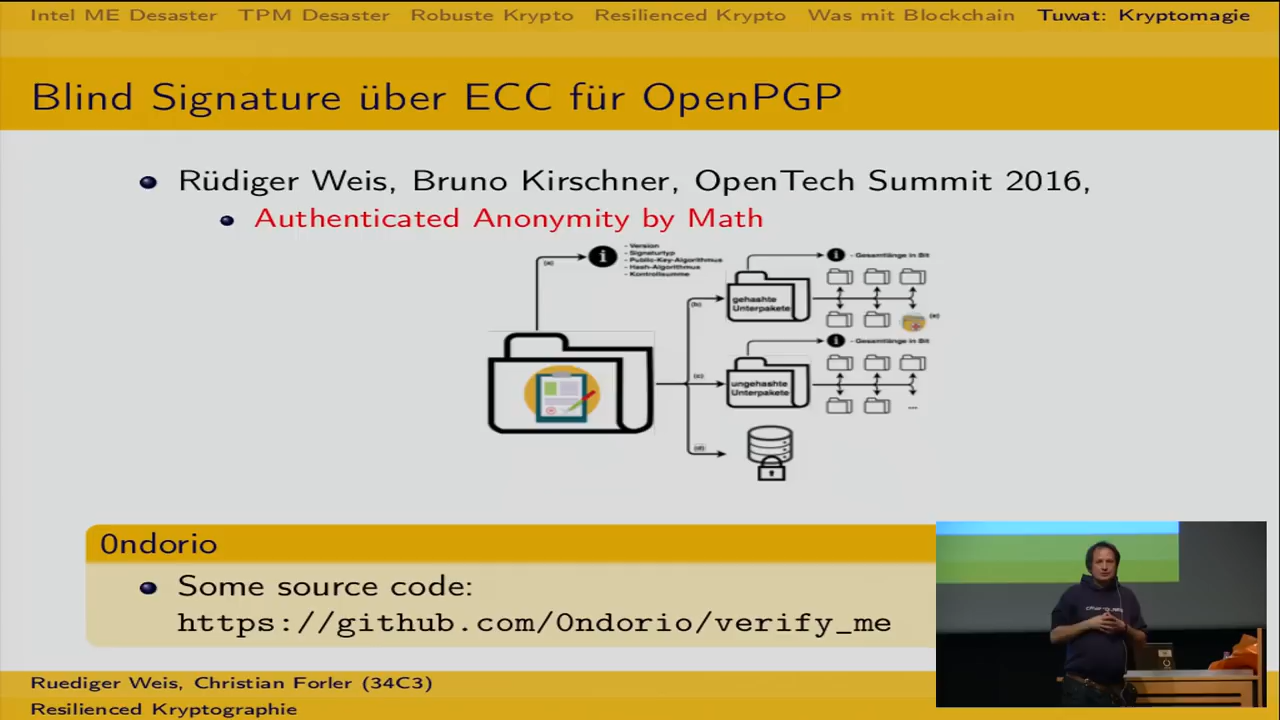 Intel ME Desaster TPM Desaster Robuste Krypto Resilienced Krypto Was mit Blockchain Tuwat: Kryptomagie
Blind Signature über ECC für OpenPGP
Rüdiger Weis, Bruno Kirschner, OpenTech Summit 2016,
Authenticated Anonymity by Math
- Version
- Signaturtyp
- Public-Key-Algorithmus
- Hash-Algorithmus
- Kontrollsumme
(a)
- Gesamtlänge in Bit
(b)
gehashte
Unterpakete
(e)
- Gesamtlänge in Bit
(c)
ungehashte
Unterpakete
...
(d)
0ndorio
Some source code:
https://github.com/0ndorio/verify_me
Ruediger Weis, Christian Forler (34C3)
Resilienced Kryptographie